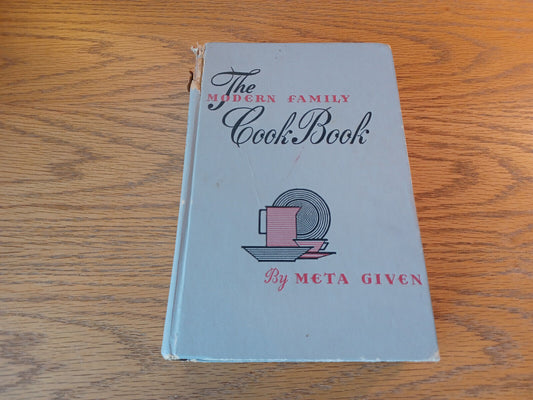 The
MODERN FAMILY
Cook Book
By META GIVEN